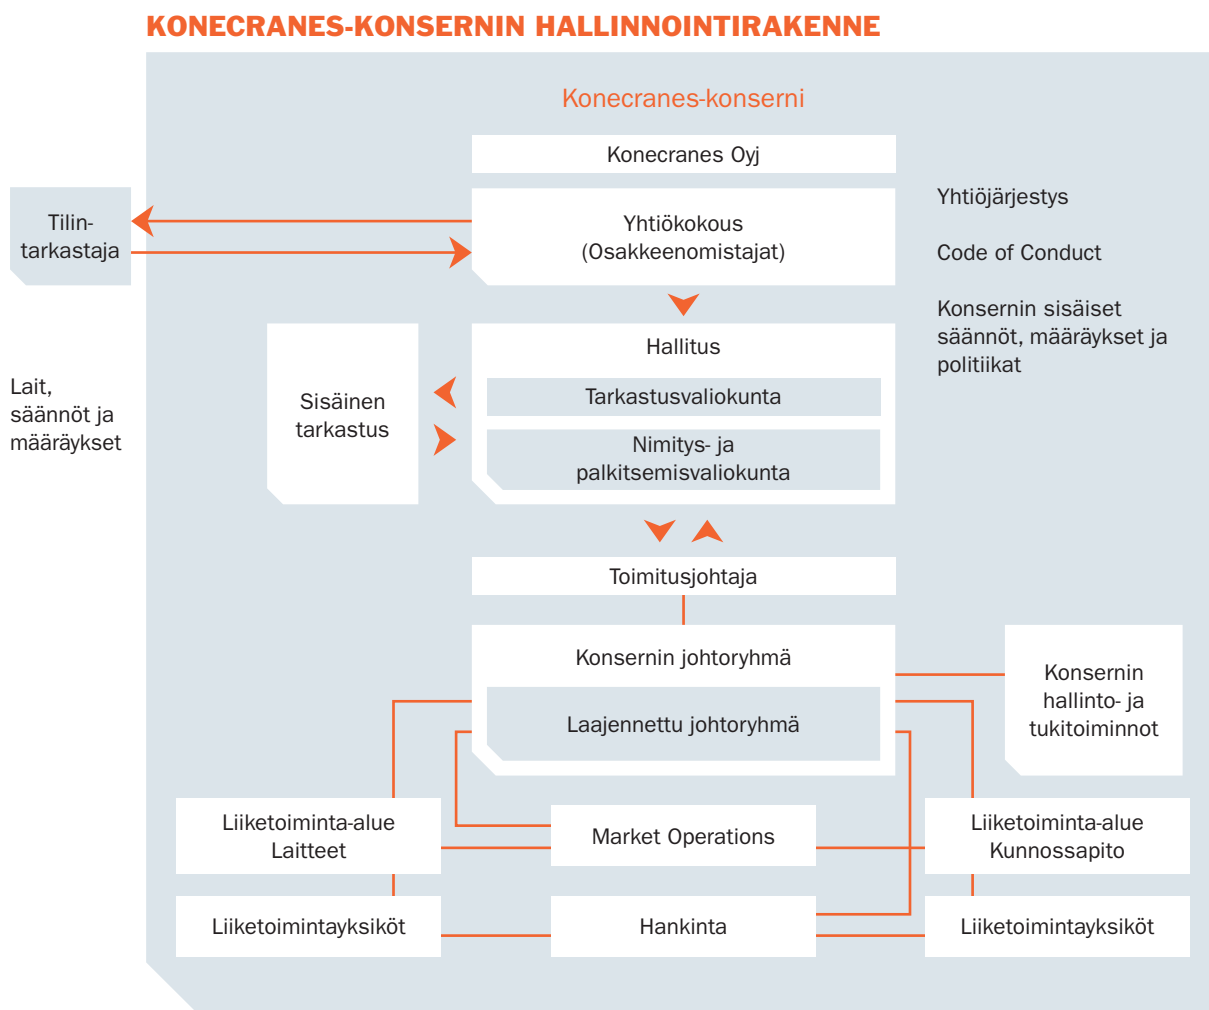 KONECRANES-KONSERNIN HALLINNOINTIRAKENNE
Konecranes-konserni
Konecranes Oyj
Tilin-
tarkastaja
Yhtiökokous
(Osakkeenomistajat)
Yhtiöjärjestys
Code of Conduct
Konsernin sisäiset
säännöt, määräykset ja
politiikat
Lait,
säännöt ja
määräykset
Sisäinen
tarkastus
Hallitus
Tarkastusvaliokunta
Nimitys- ja
palkitsemisvaliokunta
Toimitusjohtaja
Konsernin johtoryhmä
Laajennettu johtoryhmä
Konsernin
hallinto- ja
tukitoiminnot
Liiketoiminta-alue
Laitteet
Market Operations
Liiketoiminta-alue
Kunnossapito
Liiketoimintayksiköt
Hankinta
Liiketoimintayksiköt